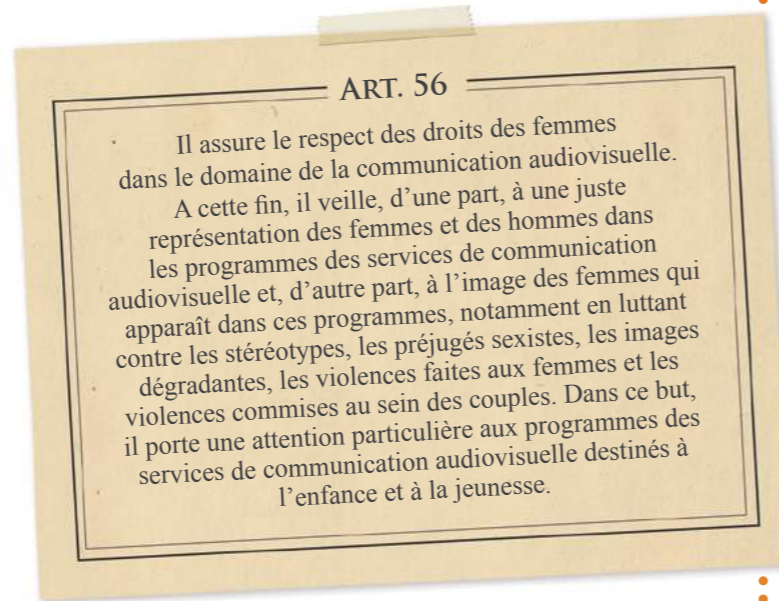 ART. 56
Il assure le respect des droits des femmes
dans le domaine de la communication audiovisuelle.
A cette fin, il veille, d’une part, à une juste
représentation des femmes et des hommes dans
les programmes des services de communication
audiovisuelle et, d’autre part, à l’image des femmes qui
apparaît dans ces programmes, notamment en luttant
contre les stéréotypes, les préjugés sexistes, les images
dégradantes, les violences faites aux femmes et les
violences commises au sein des couples. Dans ce but,
il porte une attention particulière aux programmes des
services de communication audiovisuelle destinés à
l’enfance et à la jeunesse.